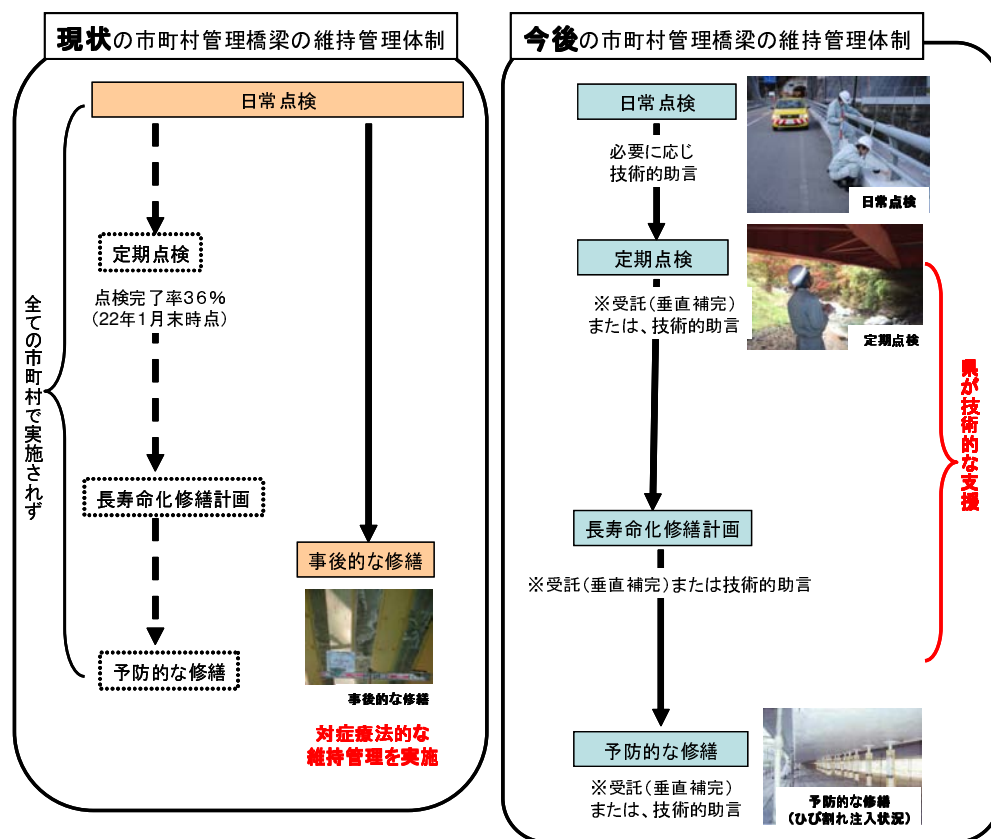 現状の市町村管理橋梁の維持管理体制
日常点検
定期点検
点検完了率36%
(22年1月末時点)
長寿命化修繕計画
予防的な修繕
全ての市町村で実施されず
事後的な修繕
事後的な修繕
対症療法的な
維持管理を実施
今後の市町村管理橋梁の維持管理体制
日常点検
必要に応じ
技術的助言
日常点検
定期点検
※受託(垂直補完)
または、技術的助言
定期点検
長寿命化修繕計画
※受託(垂直補完)または技術的助言
県が技術的な支援
予防的な修繕
※受託(垂直補完)
または、技術的助言
予防的な修繕
(ひび割れ注入状況)